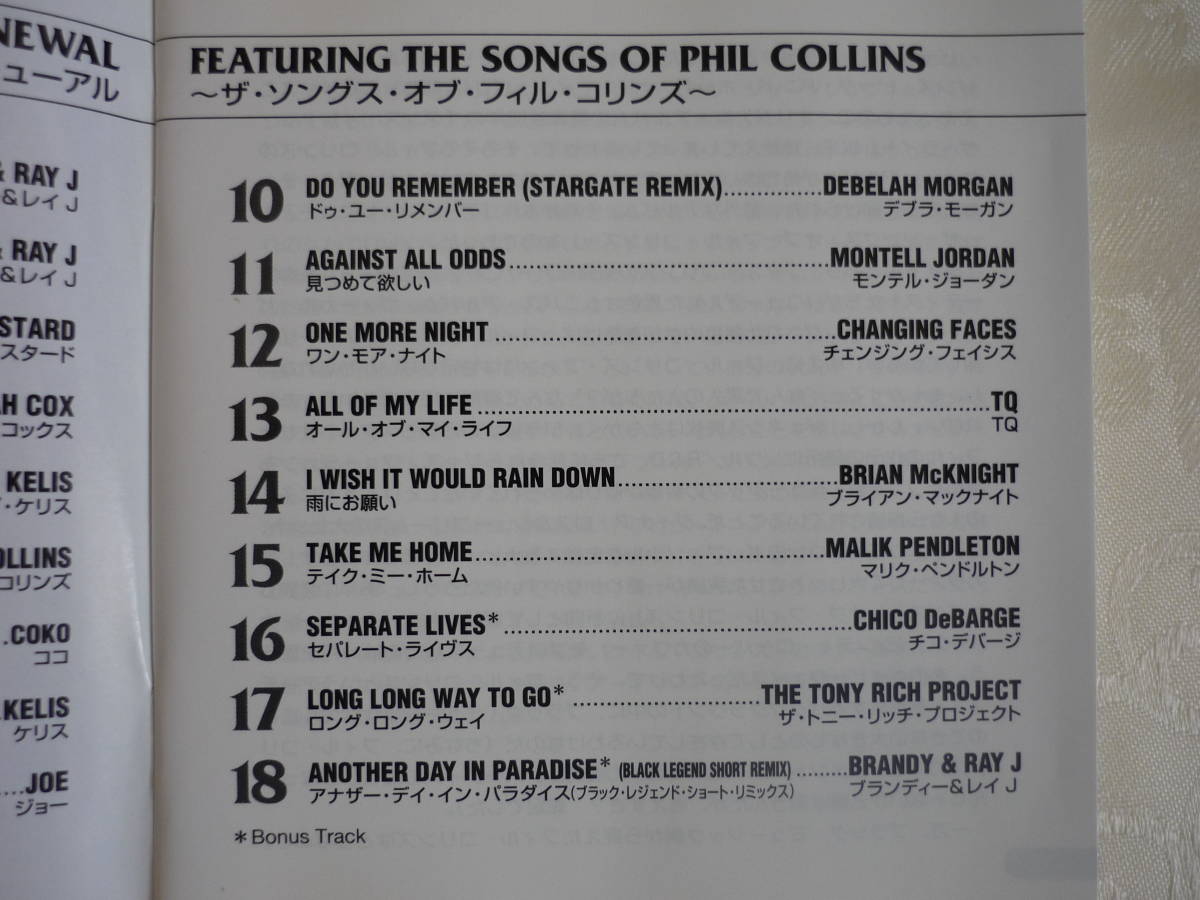 NEWAL
ューアル
& RAY J
&レイ J
& RAY J
&レイ J
STARD
スタード
AH COX
コックス
KELIS
・ケリス
OLLINS
コリンズ
.COKO
ココ
.KELIS
ケリス
....JOE
ジョー
FEATURING THE SONGS OF PHIL COLLINS
～ザ・ソングス・オブ・フィル・コリンズ～
10 DO YOU REMEMBER (STARGATE REMIX)..............DEBELAH MORGAN
ドゥ・ユー・リメンバー デブラ・モーガン
11 AGAINST ALL ODDS..............MONTELL JORDAN
見つめて欲しい モンテル・ジョーダン
12 ONE MORE NIGHT..............CHANGING FACES
ワン・モア・ナイト チェンジング・フェイシス
13 ALL OF MY LIFE..............TQ
オール・オブ・マイ・ライフ TQ
14 I WISH IT WOULD RAIN DOWN..............BRIAN McKNIGHT
雨にお願い ブライアン・マックナイト
15 TAKE ME HOME..............MALIK PENDLETON
テイク・ミー・ホーム マリク・ペンドルトン
16 SEPARATE LIVES*..............CHICO DeBARGE
セパレート・ライヴス チコ・デバージ
17 LONG LONG WAY TO GO*..............THE TONY RICH PROJECT
ロング・ロング・ウェイ ザ・トニー・リッチ・プロジェクト
18 ANOTHER DAY IN PARADISE* (BLACK LEGEND SHORT REMIX).........BRANDY & RAY J
アナザー・デイ・イン・パラダイス(ブラック・レジェンド・ショート・リミックス) ブランディー&レイ J
*Bonus Track